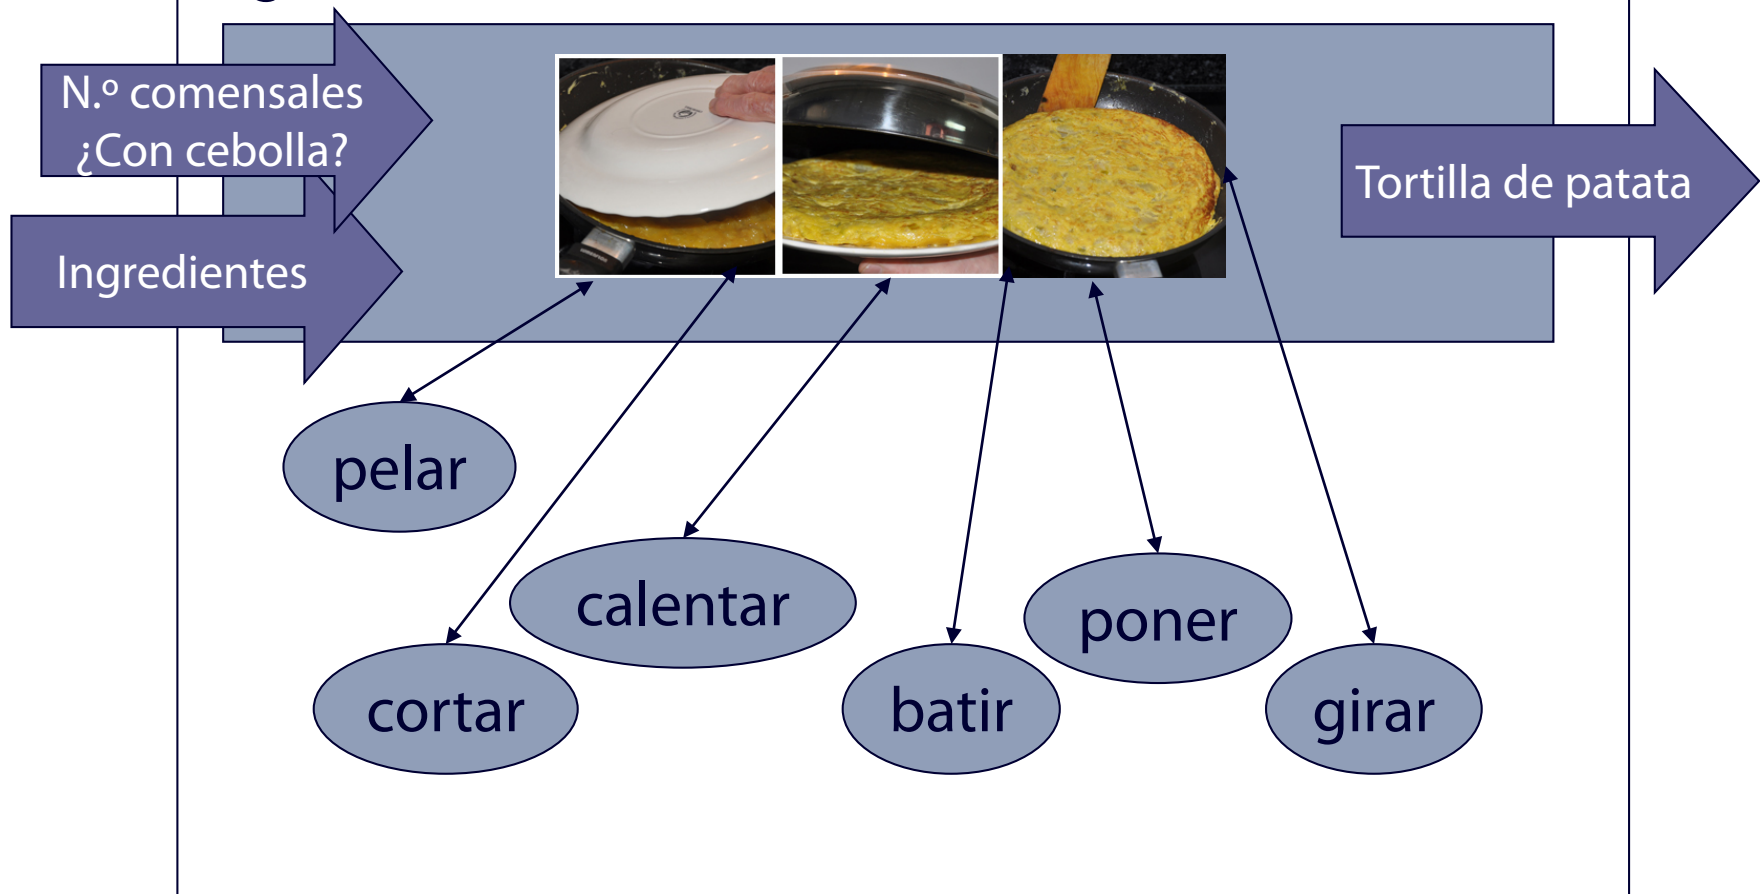 N.º comensales
¿Con cebolla?
Ingredientes
Tortilla de patata
pelar
calentar
poner
cortar
batir
girar